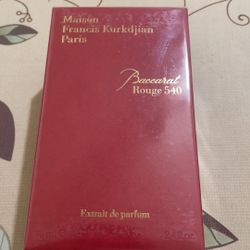 Maison
Francis Kurkdjian
Paris
Baccarat
Rouge 540
Extrait de parfum